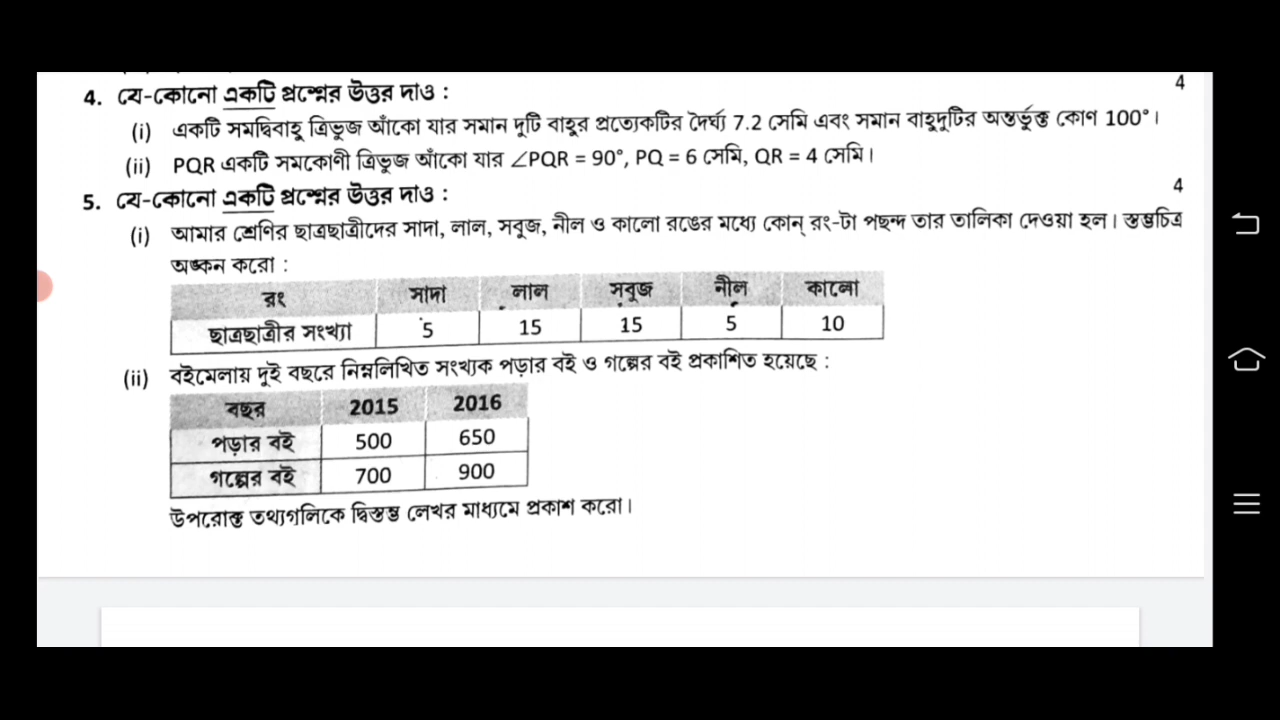 4. যে-কোনো একটি প্রশ্নের উত্তর দাও : 4
(i) একটি সমদ্বিবাহু ত্রিভুজ আঁকো যার সমান দুটি বাহুর প্রত্যেকটির দৈর্ঘ্য 7.2 সেমি এবং সমান বাহুদুটির অন্তর্ভুক্ত কোণ 100°।
(ii) PQR একটি সমকোণী ত্রিভুজ আঁকো যার ∠PQR = 90°, PQ = 6 সেমি, QR = 4 সেমি।
5. যে-কোনো একটি প্রশ্নের উত্তর দাও : 4
(i) আমার শ্রেণির ছাত্রছাত্রীদের সাদা, লাল, সবুজ, নীল ও কালো রঙের মধ্যে কোন্ রং-টা পছন্দ তার তালিকা দেওয়া হল। স্তম্ভচিত্র
অঙ্কন করো :
রং সাদা লাল সবুজ নীল কালো
ছাত্রছাত্রীর সংখ্যা 5 15 15 5 10
(ii) বইমেলায় দুই বছরে নিম্নলিখিত সংখ্যক পড়ার বই ও গল্পের বই প্রকাশিত হয়েছে :
বছর 2015 2016
পড়ার বই 500 650
গল্পের বই 700 900
উপরোক্ত তথ্যগুলিকে দ্বিস্তম্ভ লেখর মাধ্যমে প্রকাশ করো।